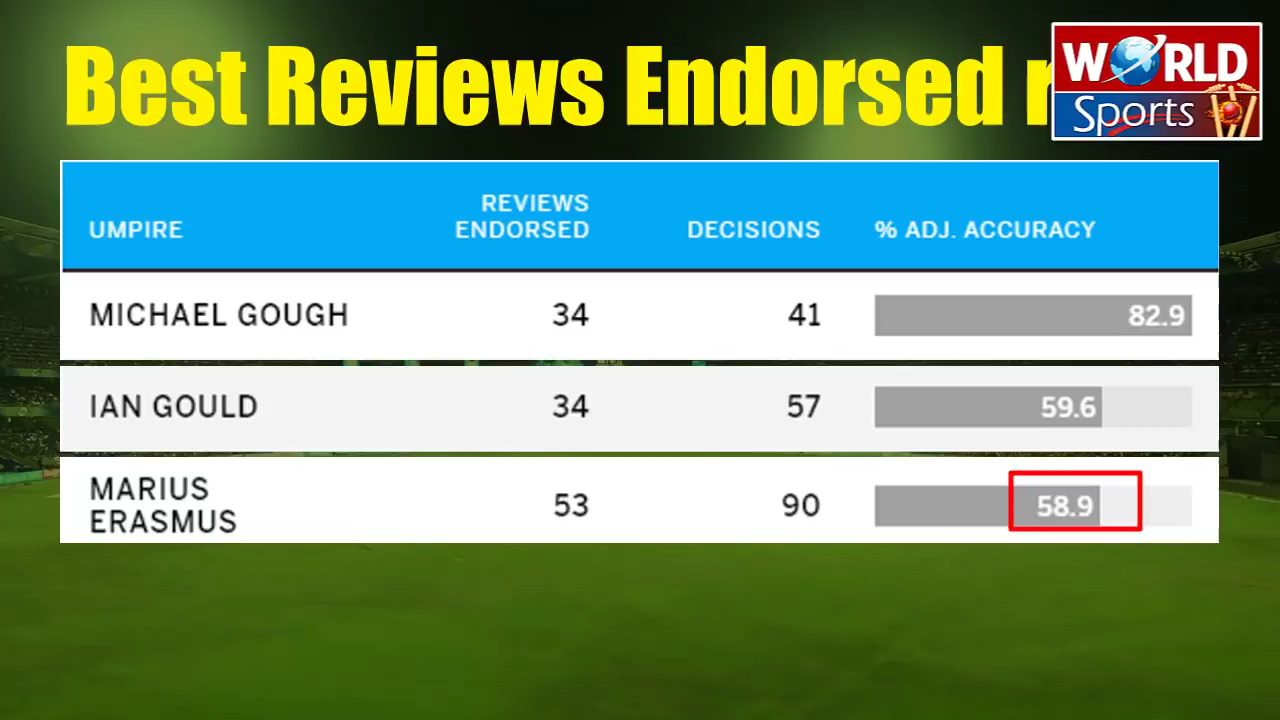 Best Reviews Endorsed
WORLD
Sports
UMPIRE REVIEWS ENDORSED DECISIONS % ADJ. ACCURACY
MICHAEL GOUGH 34 41 82.9
IAN GOULD 34 57 59.6
MARIUS ERASMUS 53 90 58.9